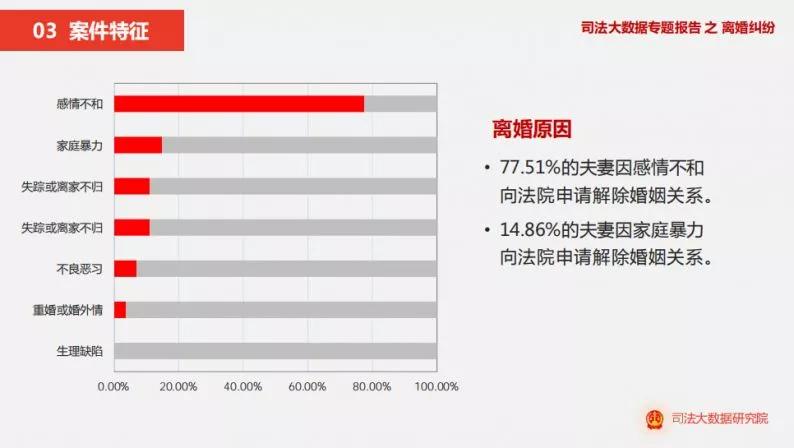 03 案件特征
司法大数据专题报告 之 离婚纠纷
感情不和
家庭暴力
失踪或离家不归
失踪或离家不归
不良恶习
重婚或婚外情
生理缺陷
0.00% 20.00% 40.00% 60.00% 80.00% 100.00%
离婚原因
• 77.51%的夫妻因感情不和
向法院申请解除婚姻关系。
• 14.86%的夫妻因家庭暴力
向法院申请解除婚姻关系。
司法大数据研究院